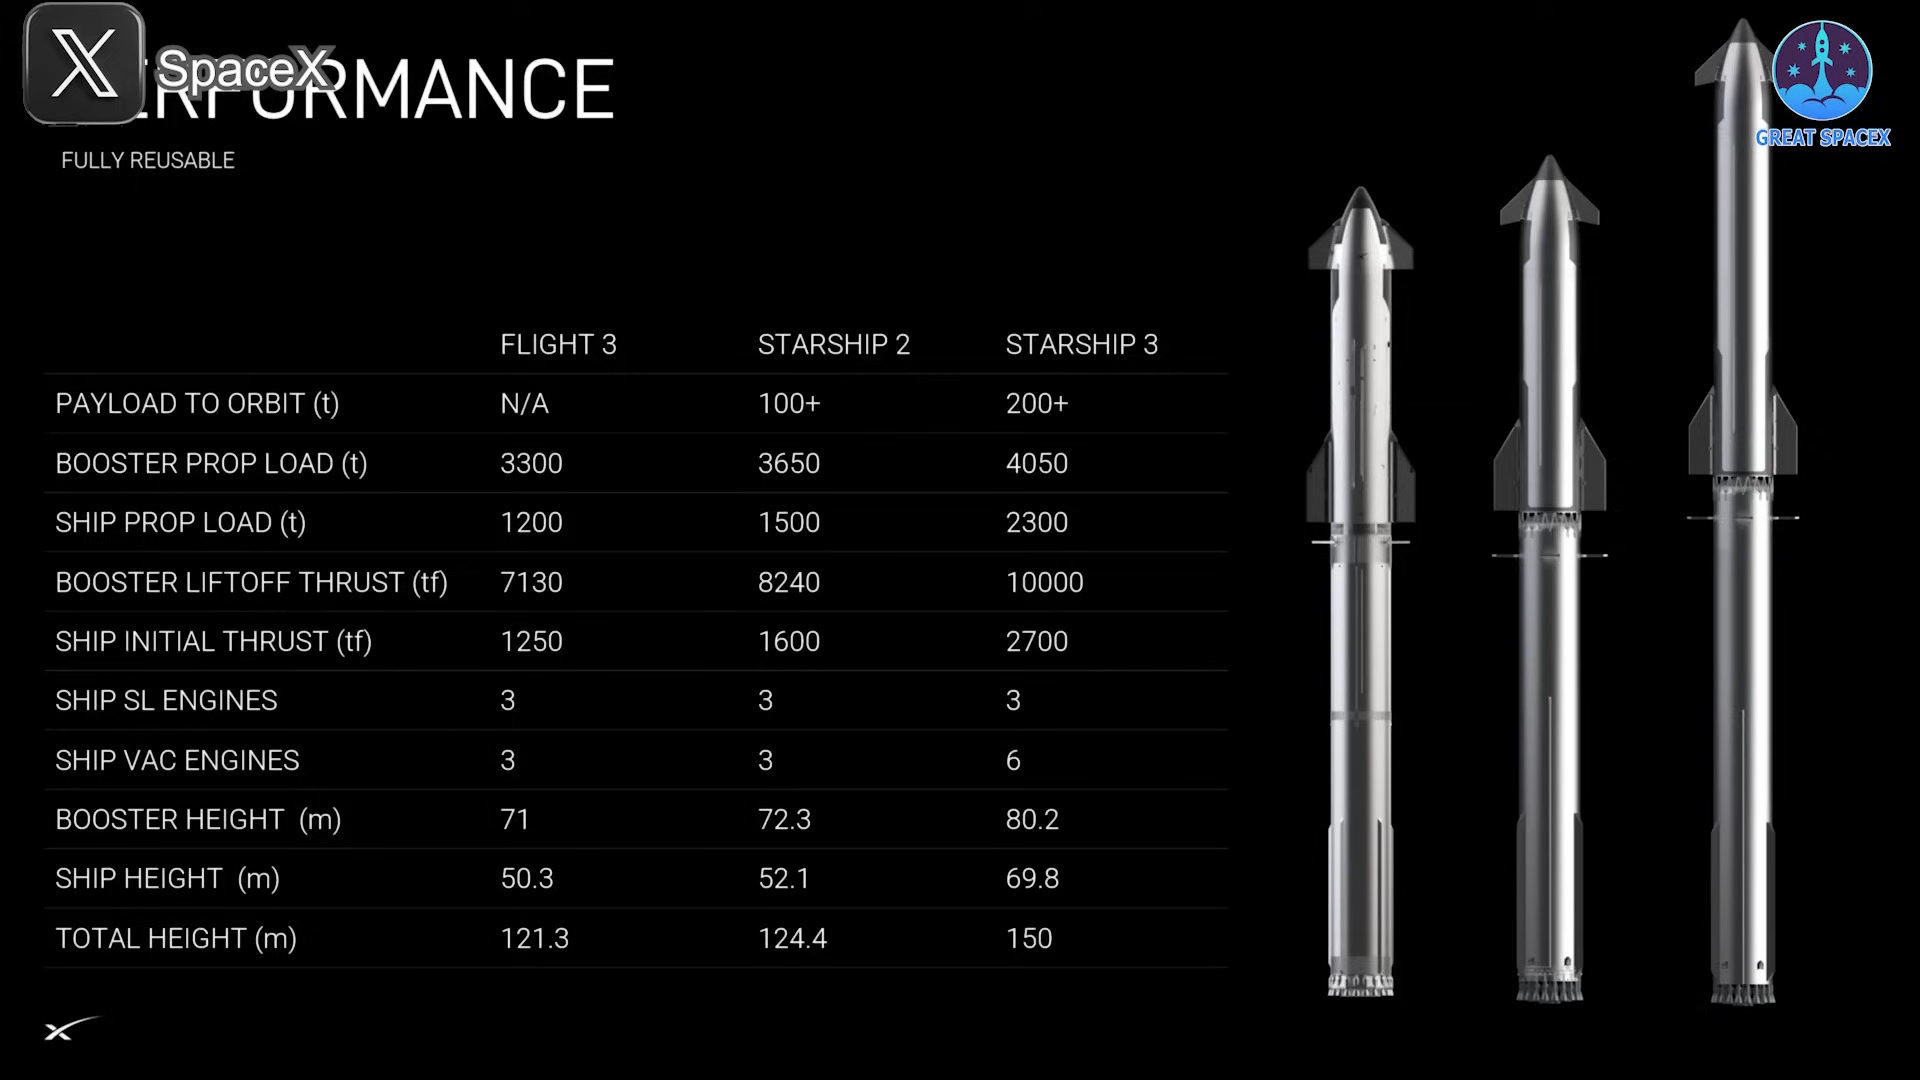 X SpaceX
PERFORMANCE
GREAT SPACEX
FULLY REUSABLE
FLIGHT 3 STARSHIP 2 STARSHIP 3
PAYLOAD TO ORBIT (t) N/A 100+ 200+
BOOSTER PROP LOAD (t) 3300 3650 4050
SHIP PROP LOAD (t) 1200 1500 2300
BOOSTER LIFTOFF THRUST (tf) 7130 8240 10000
SHIP INITIAL THRUST (tf) 1250 1600 2700
SHIP SL ENGINES 3 3 3
SHIP VAC ENGINES 3 3 6
BOOSTER HEIGHT (m) 71 72.3 80.2
SHIP HEIGHT (m) 50.3 52.1 69.8
TOTAL HEIGHT (m) 121.3 124.4 150